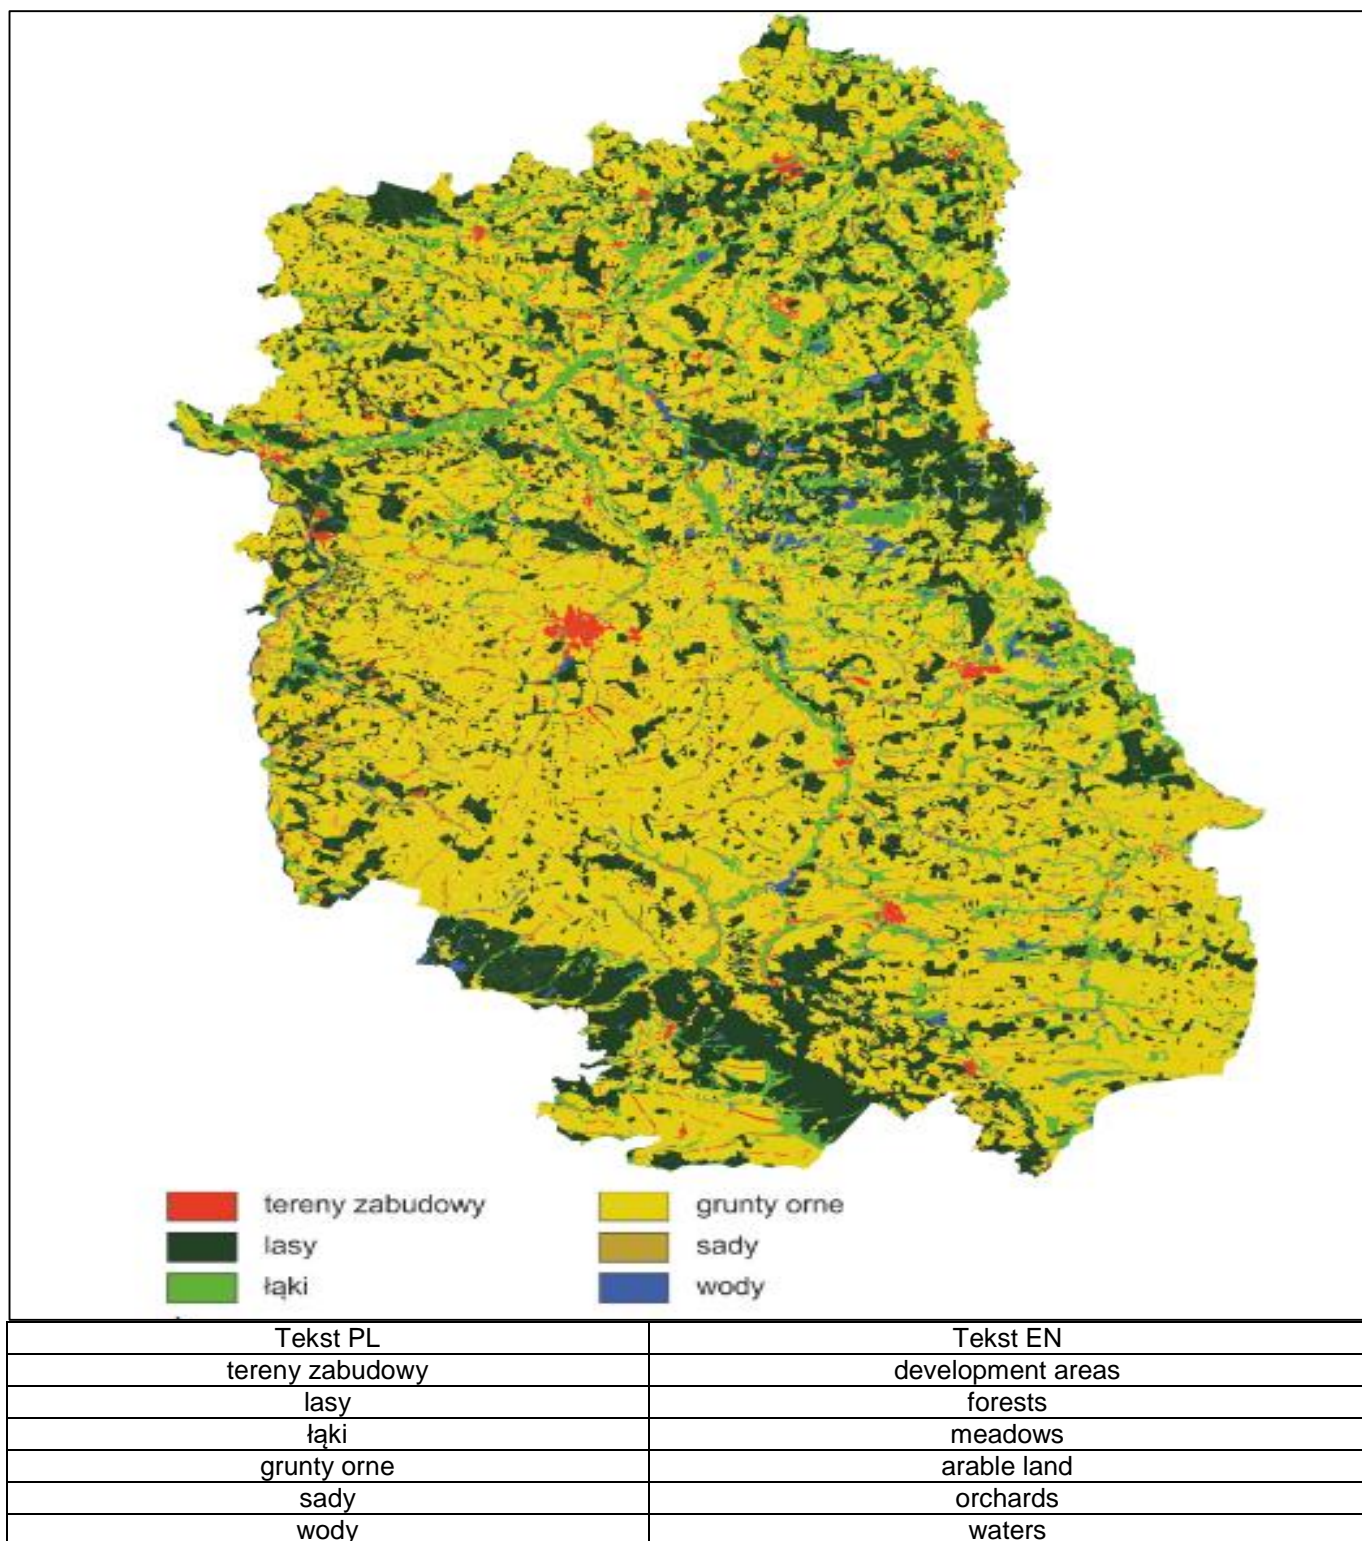 tereny zabudowy grunty orne
lasy sady
łąki wody
Tekst PL Tekst EN
tereny zabudowy development areas
lasy forests
łąki meadows
grunty orne arable land
sady orchards
wody waters